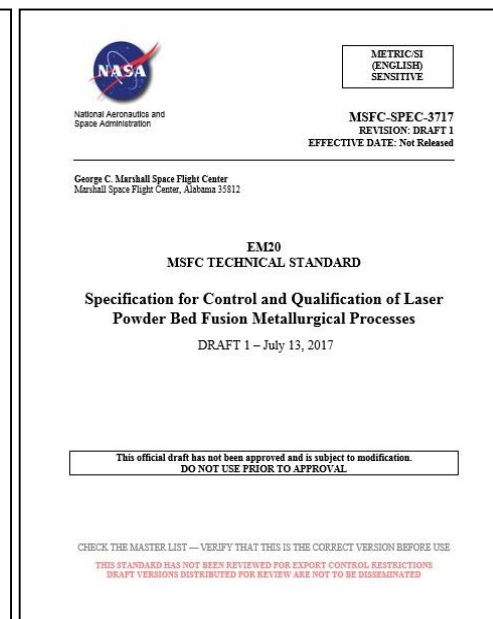 NASA
METRIC/SI
(ENGLISH)
SENSITIVE
National Aeronautics and
Space Administration
MSFC-SPEC-3717
REVISION: DRAFT 1
EFFECTIVE DATE: Not Released
George C. Marshall Space Flight Center
Marshall Space Flight Center, Alabama 35812
EM20
MSFC TECHNICAL STANDARD
Specification for Control and Qualification of Laser
Powder Bed Fusion Metallurgical Processes
DRAFT 1 – July 13, 2017
This official draft has not been approved and is subject to modification.
DO NOT USE PRIOR TO APPROVAL
CHECK THE MASTER LIST — VERIFY THAT THIS IS THE CORRECT VERSION BEFORE USE
THIS STANDARD HAS NOT BEEN REVIEWED FOR EXPORT CONTROL RESTRICTIONS
DRAFT VERSIONS DISTRIBUTED FOR REVIEW ARE NOT TO BE DISSEMINATED